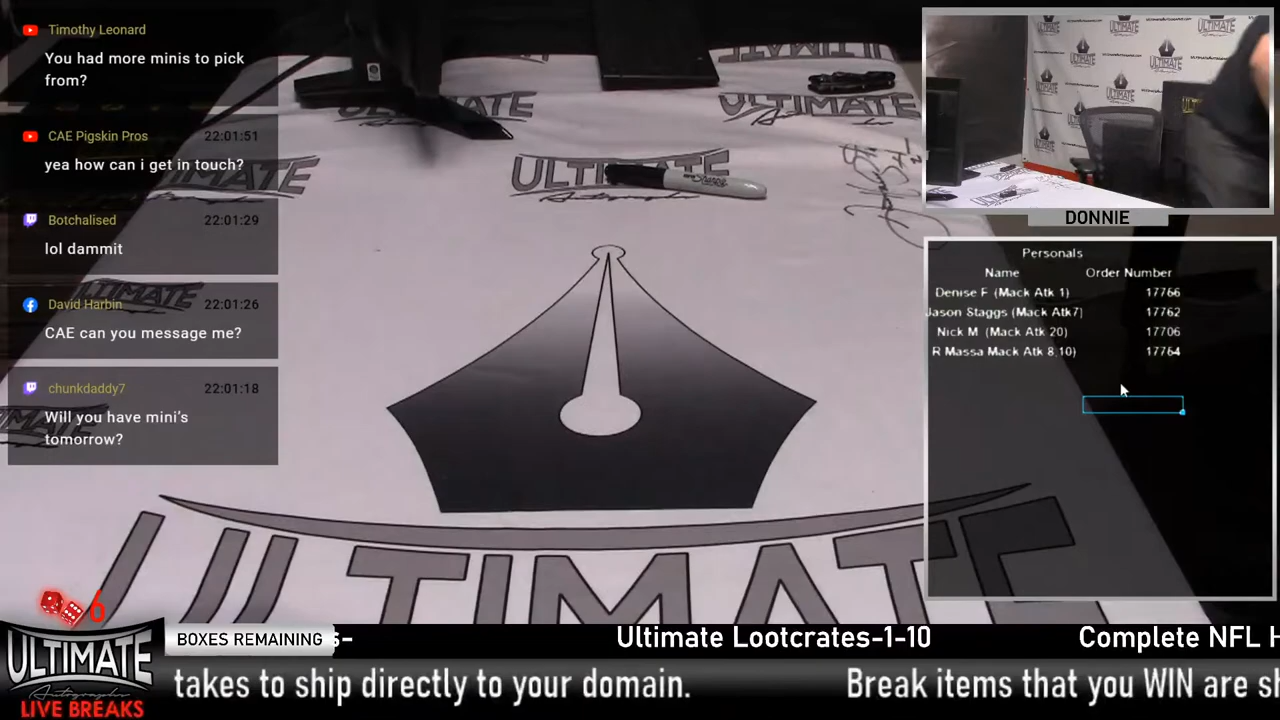 Timothy Leonard
You had more minis to pick
from?
CAE Pigskin Pros 22:01:51
yea how can i get in touch?
Botchalised 22:01:29
lol dammit
David Harbin 22:01:26
CAE can you message me?
chunkdaddy7 22:01:18
Will you have mini's
tomorrow?
ULTIMATE
ULTIMATE
ULTIMATE
ULTIMATE
DONNIE
Personals
Name Order Number
Denise F (Mack Atk 1) 17766
Jason Staggs (Mack Atk7) 17762
Nick M (Mack Atk 20) 17706
R Massa Mack Atk 8,10) 17764
6
ULTIMATE
Autographs
LIVE BREAKS
BOXES REMAINING s- Ultimate Lootcrates-1-10 Complete NFL H
takes to ship directly to your domain. Break items that you WIN are sh